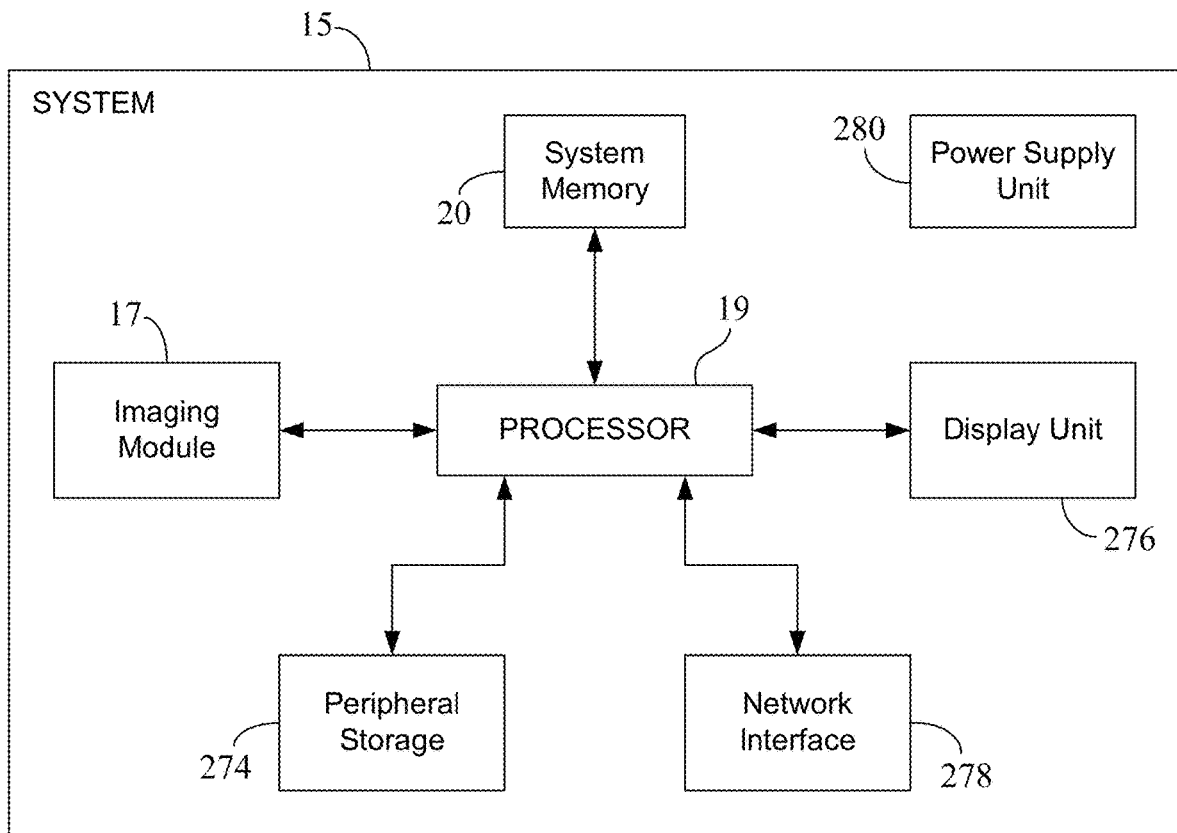 15
SYSTEM
System
Memory
20
280
Power Supply
Unit
17
Imaging
Module
19
PROCESSOR
Display Unit
276
Peripheral
Storage
274
Network
Interface
278